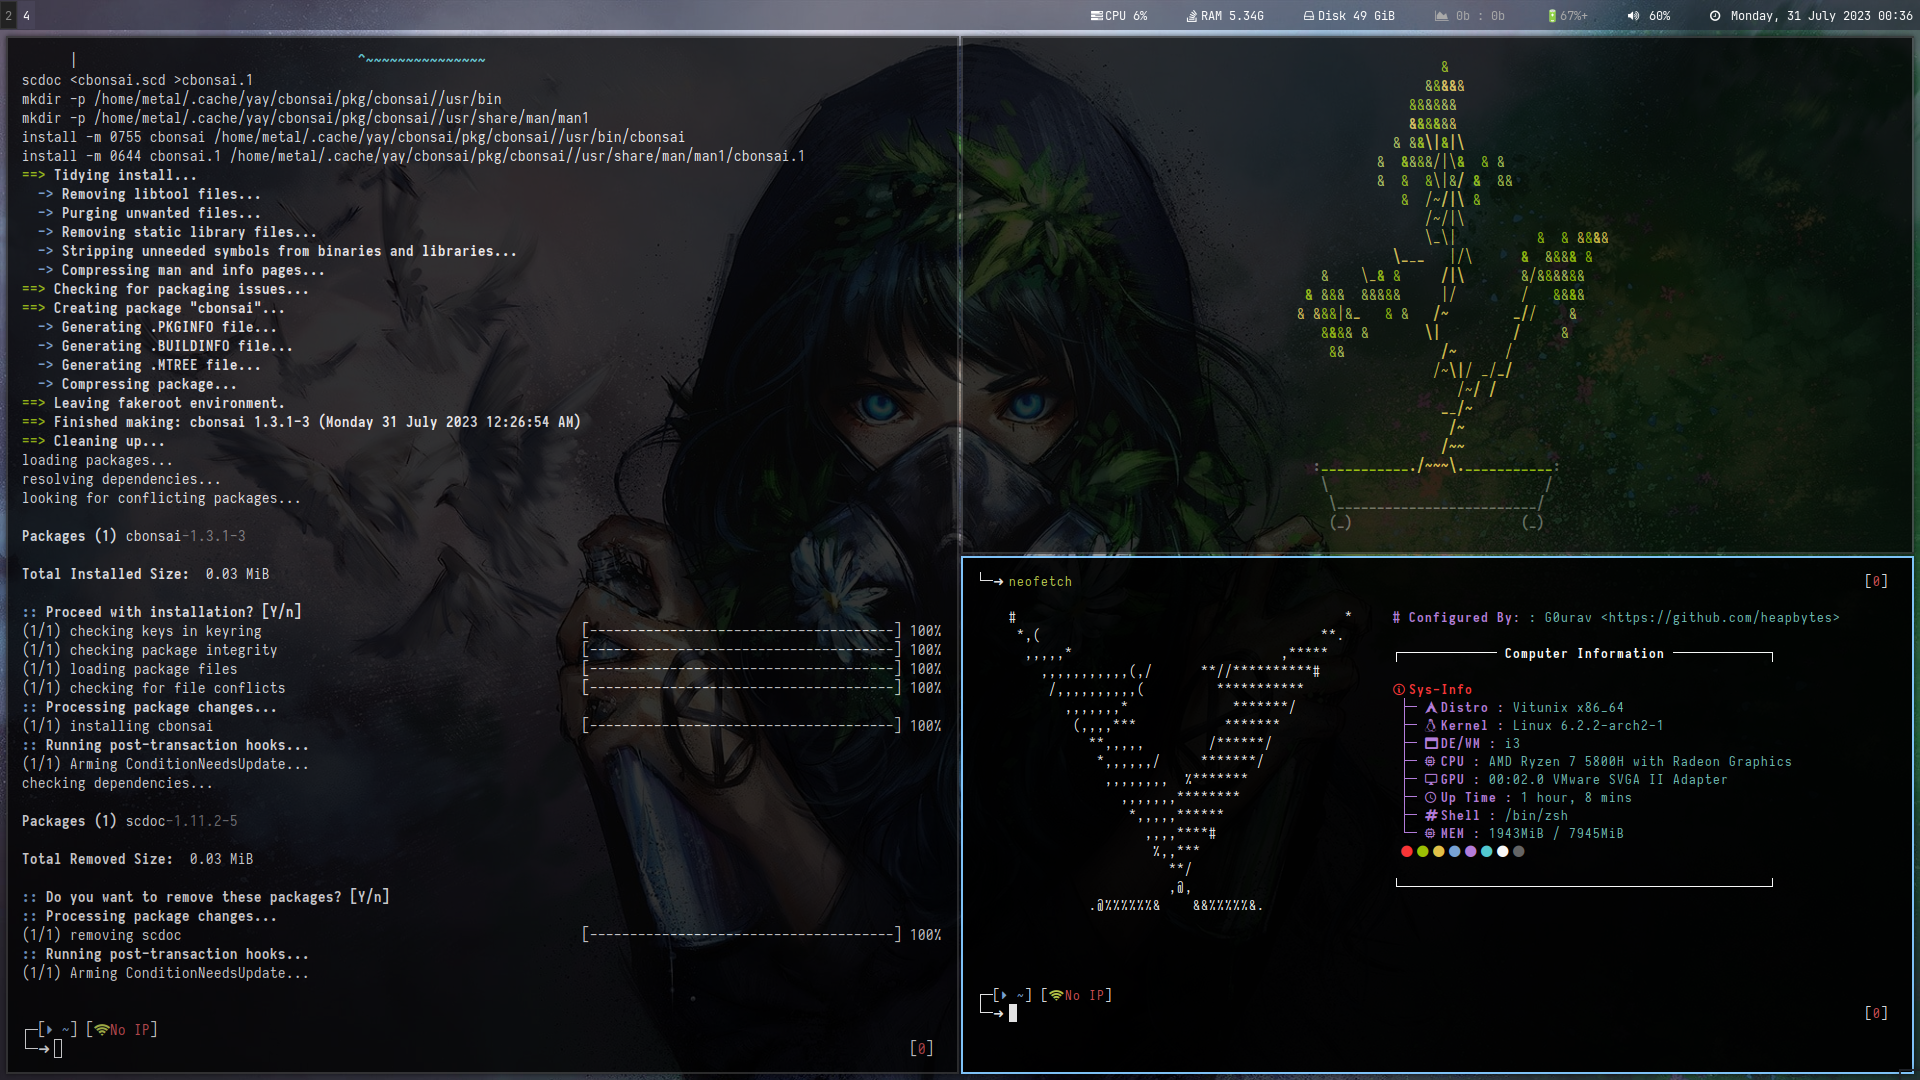 2 4
CPU 6% RAM 5.34G Disk 49 GiB 0b : 0b 67%+ 60% Monday, 31 July 2023 00:36
| ^~~~~~~~~~~~~~~~
scdoc <cbonsai.scd >cbonsai.1
mkdir -p /home/metal/.cache/yay/cbonsai/pkg/cbonsai//usr/bin
mkdir -p /home/metal/.cache/yay/cbonsai/pkg/cbonsai//usr/share/man/man1
install -m 0755 cbonsai /home/metal/.cache/yay/cbonsai/pkg/cbonsai//usr/bin/cbonsai
install -m 0644 cbonsai.1 /home/metal/.cache/yay/cbonsai/pkg/cbonsai//usr/share/man/man1/cbonsai.1
==> Tidying install...
-> Removing libtool files...
-> Purging unwanted files...
-> Removing static library files...
-> Stripping unneeded symbols from binaries and libraries...
-> Compressing man and info pages...
==> Checking for packaging issues...
==> Creating package "cbonsai"...
-> Generating .PKGINFO file...
-> Generating .BUILDINFO file...
-> Generating .MTREE file...
-> Compressing package...
==> Leaving fakeroot environment.
==> Finished making: cbonsai 1.3.1-3 (Monday 31 July 2023 12:26:54 AM)
==> Cleaning up...
loading packages...
resolving dependencies...
looking for conflicting packages...
Packages (1) cbonsai-1.3.1-3
Total Installed Size:  0.03 MiB
:: Proceed with installation? [Y/n]
(1/1) checking keys in keyring [--------------------------------------] 100%
(1/1) checking package integrity [--------------------------------------] 100%
(1/1) loading package files [--------------------------------------] 100%
(1/1) checking for file conflicts [--------------------------------------] 100%
:: Processing package changes...
(1/1) installing cbonsai [--------------------------------------] 100%
:: Running post-transaction hooks...
(1/1) Arming ConditionNeedsUpdate...
checking dependencies...
Packages (1) scdoc-1.11.2-5
Total Removed Size:  0.03 MiB
:: Do you want to remove these packages? [Y/n]
:: Processing package changes...
(1/1) removing scdoc [--------------------------------------] 100%
:: Running post-transaction hooks...
(1/1) Arming ConditionNeedsUpdate...
[ ~] [No IP]
[0]
neofetch [0]
# Configured By: : G0urav <https://github.com/heapbytes>
Computer Information
Sys-Info
Distro : Vitunix x86_64
Kernel : Linux 6.2.2-arch2-1
DE/WM : i3
CPU : AMD Ryzen 7 5800H with Radeon Graphics
GPU : 00:02.0 VMware SVGA II Adapter
Up Time : 1 hour, 8 mins
Shell : /bin/zsh
MEM : 1943MiB / 7945MiB
[ ~] [No IP]
[0]